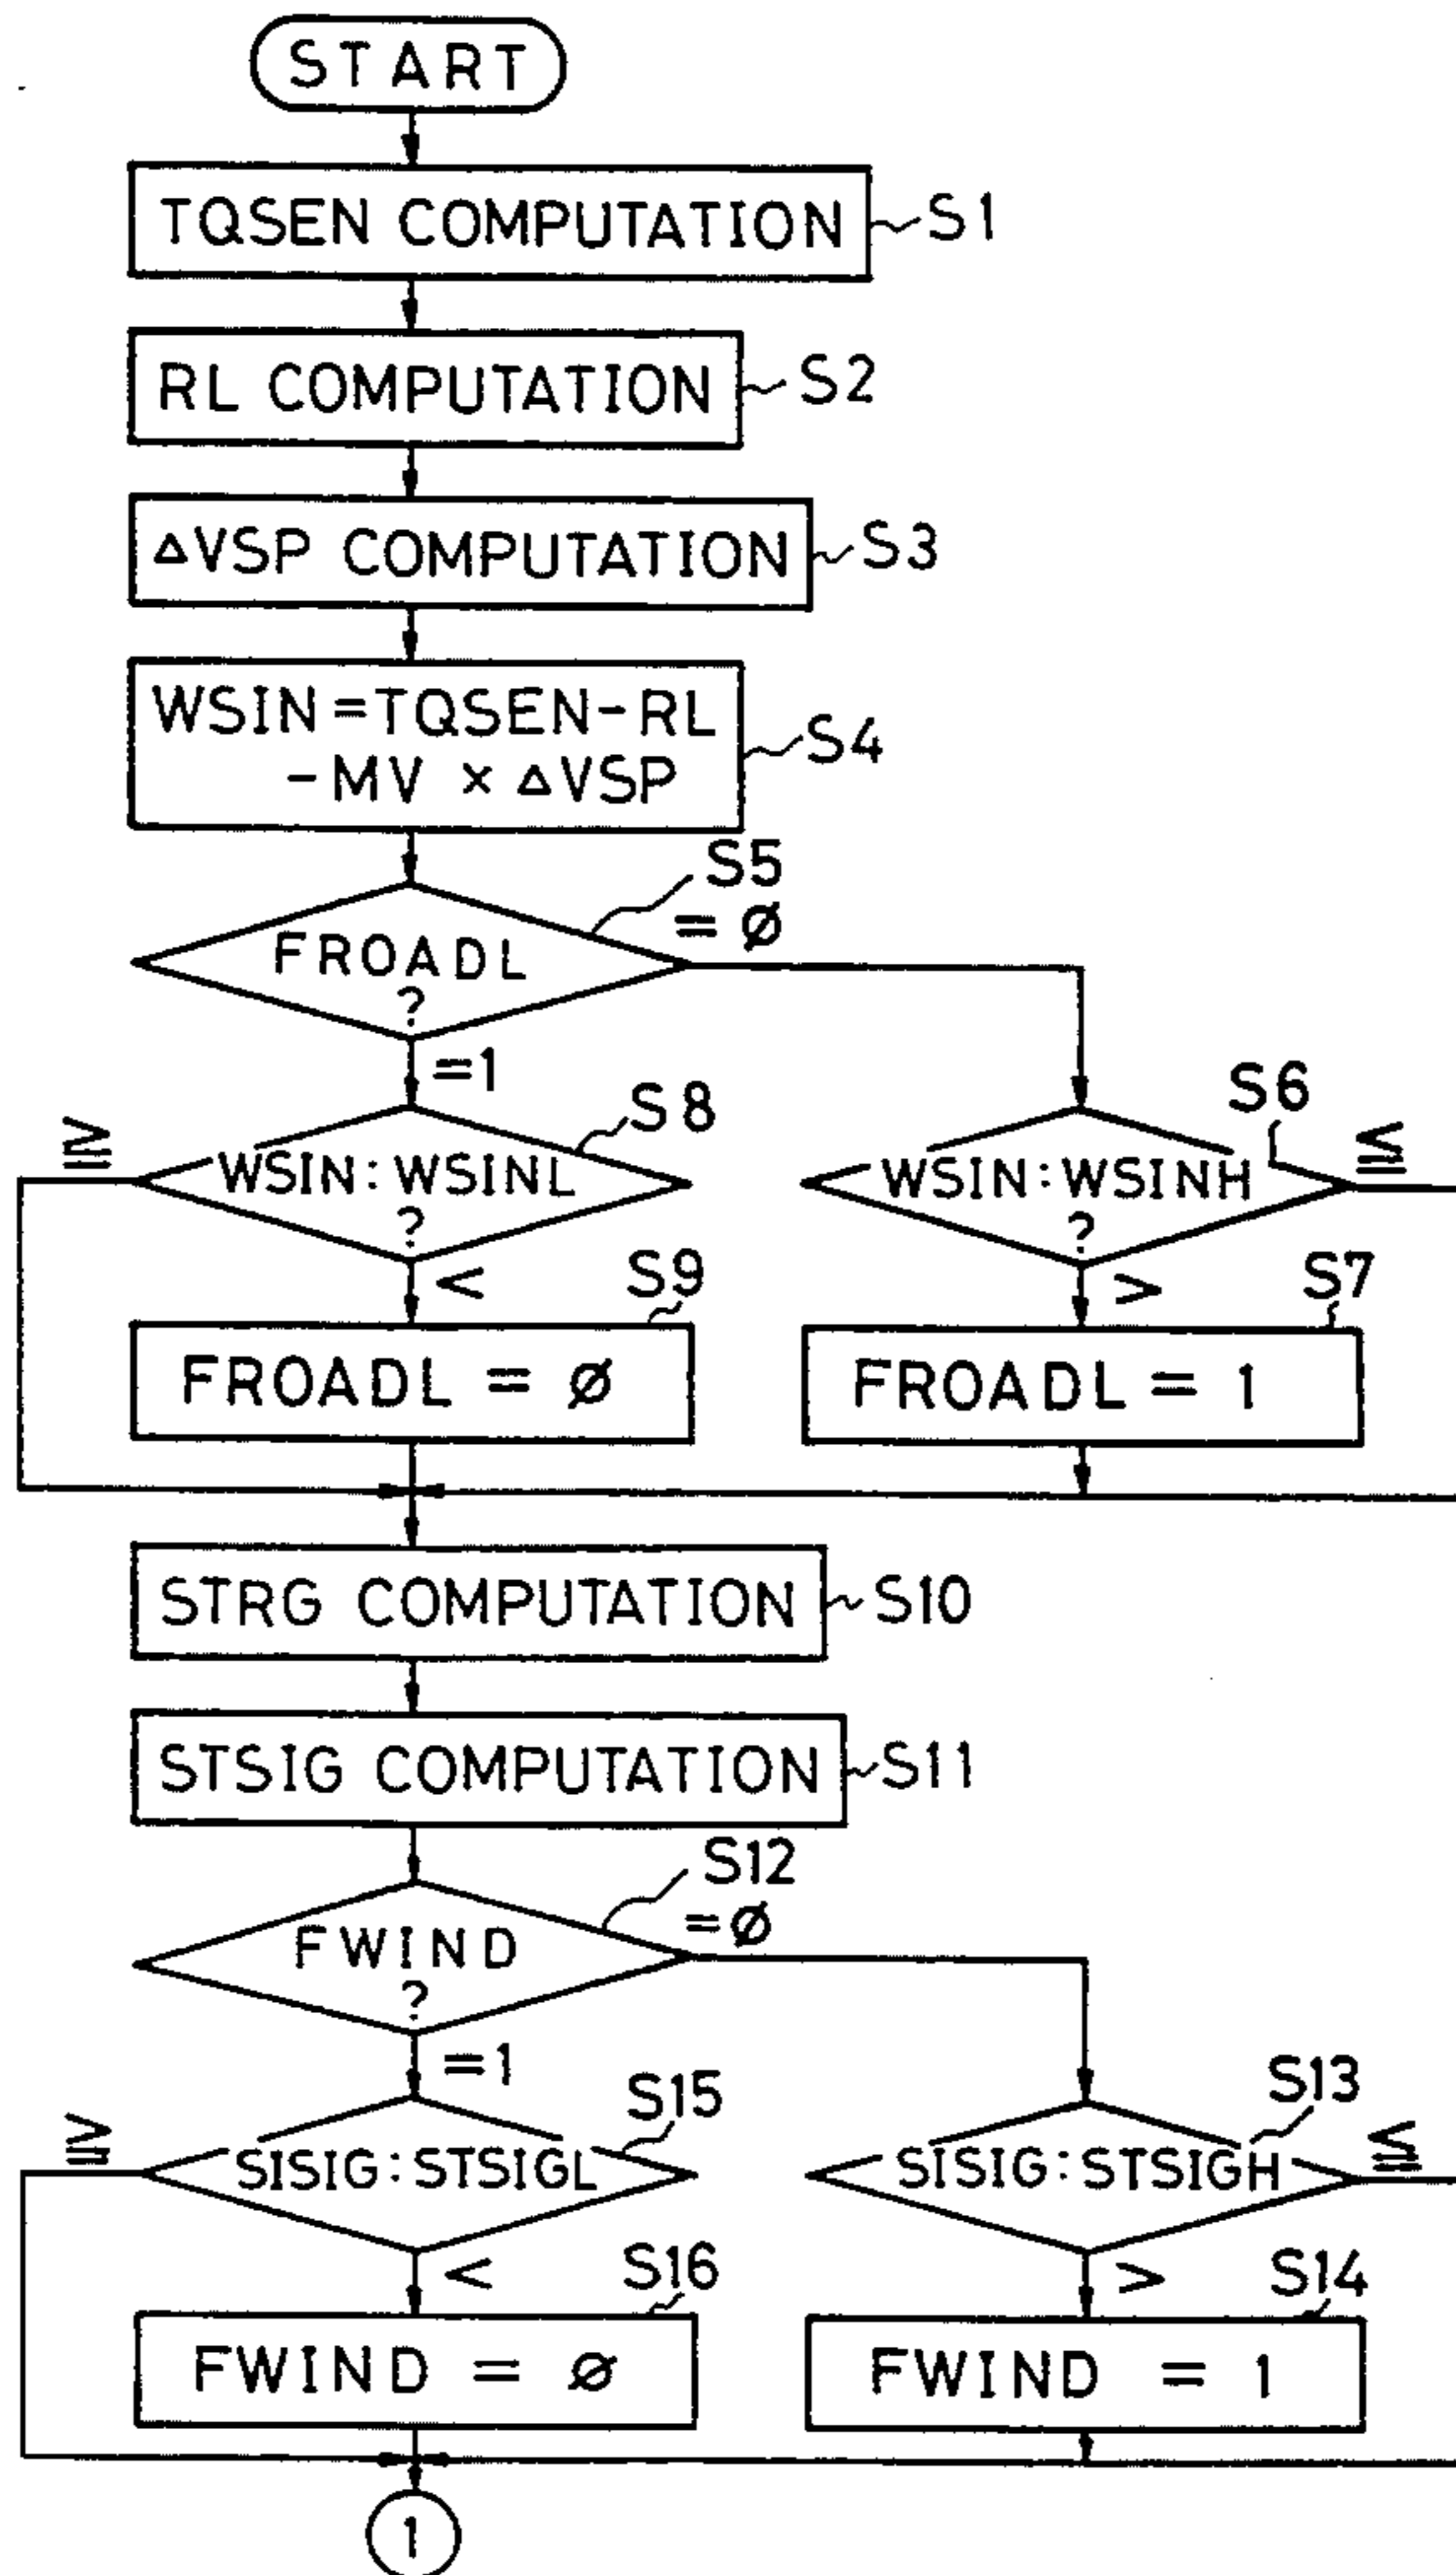 START
TQSEN COMPUTATION
S1
RL COMPUTATION
S2
△VSP COMPUTATION
S3
WSIN = TQSEN - RL
- MV × △VSP
S4
S5
= Ø
FROADL
?
=1
S8
≧
WSIN : WSINL
?
<
S6
≦
WSIN : WSINH
?
>
S9
FROADL = Ø
S7
FROADL = 1
STRG COMPUTATION
S10
STSIG COMPUTATION
S11
S12
= Ø
FWIND
?
=1
S15
≧
SISIG : STSIGL
?
<
S13
≦
SISIG : STSIGH
>
S16
FWIND = Ø
S14
FWIND = 1
1